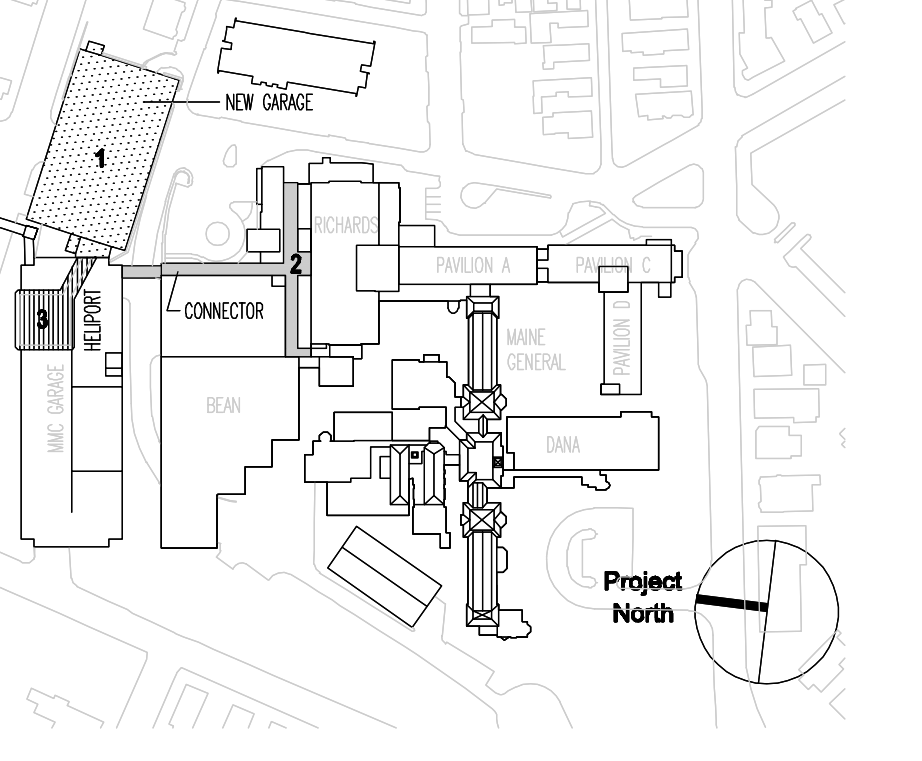 NEW GARAGE
1
RICHARDS
2
PAVILION A
PAVILION C
CONNECTOR
3
HELIPORT
PAVILION D
MAINE
GENERAL
MMC GARAGE
BEAN
DANA
Project
North